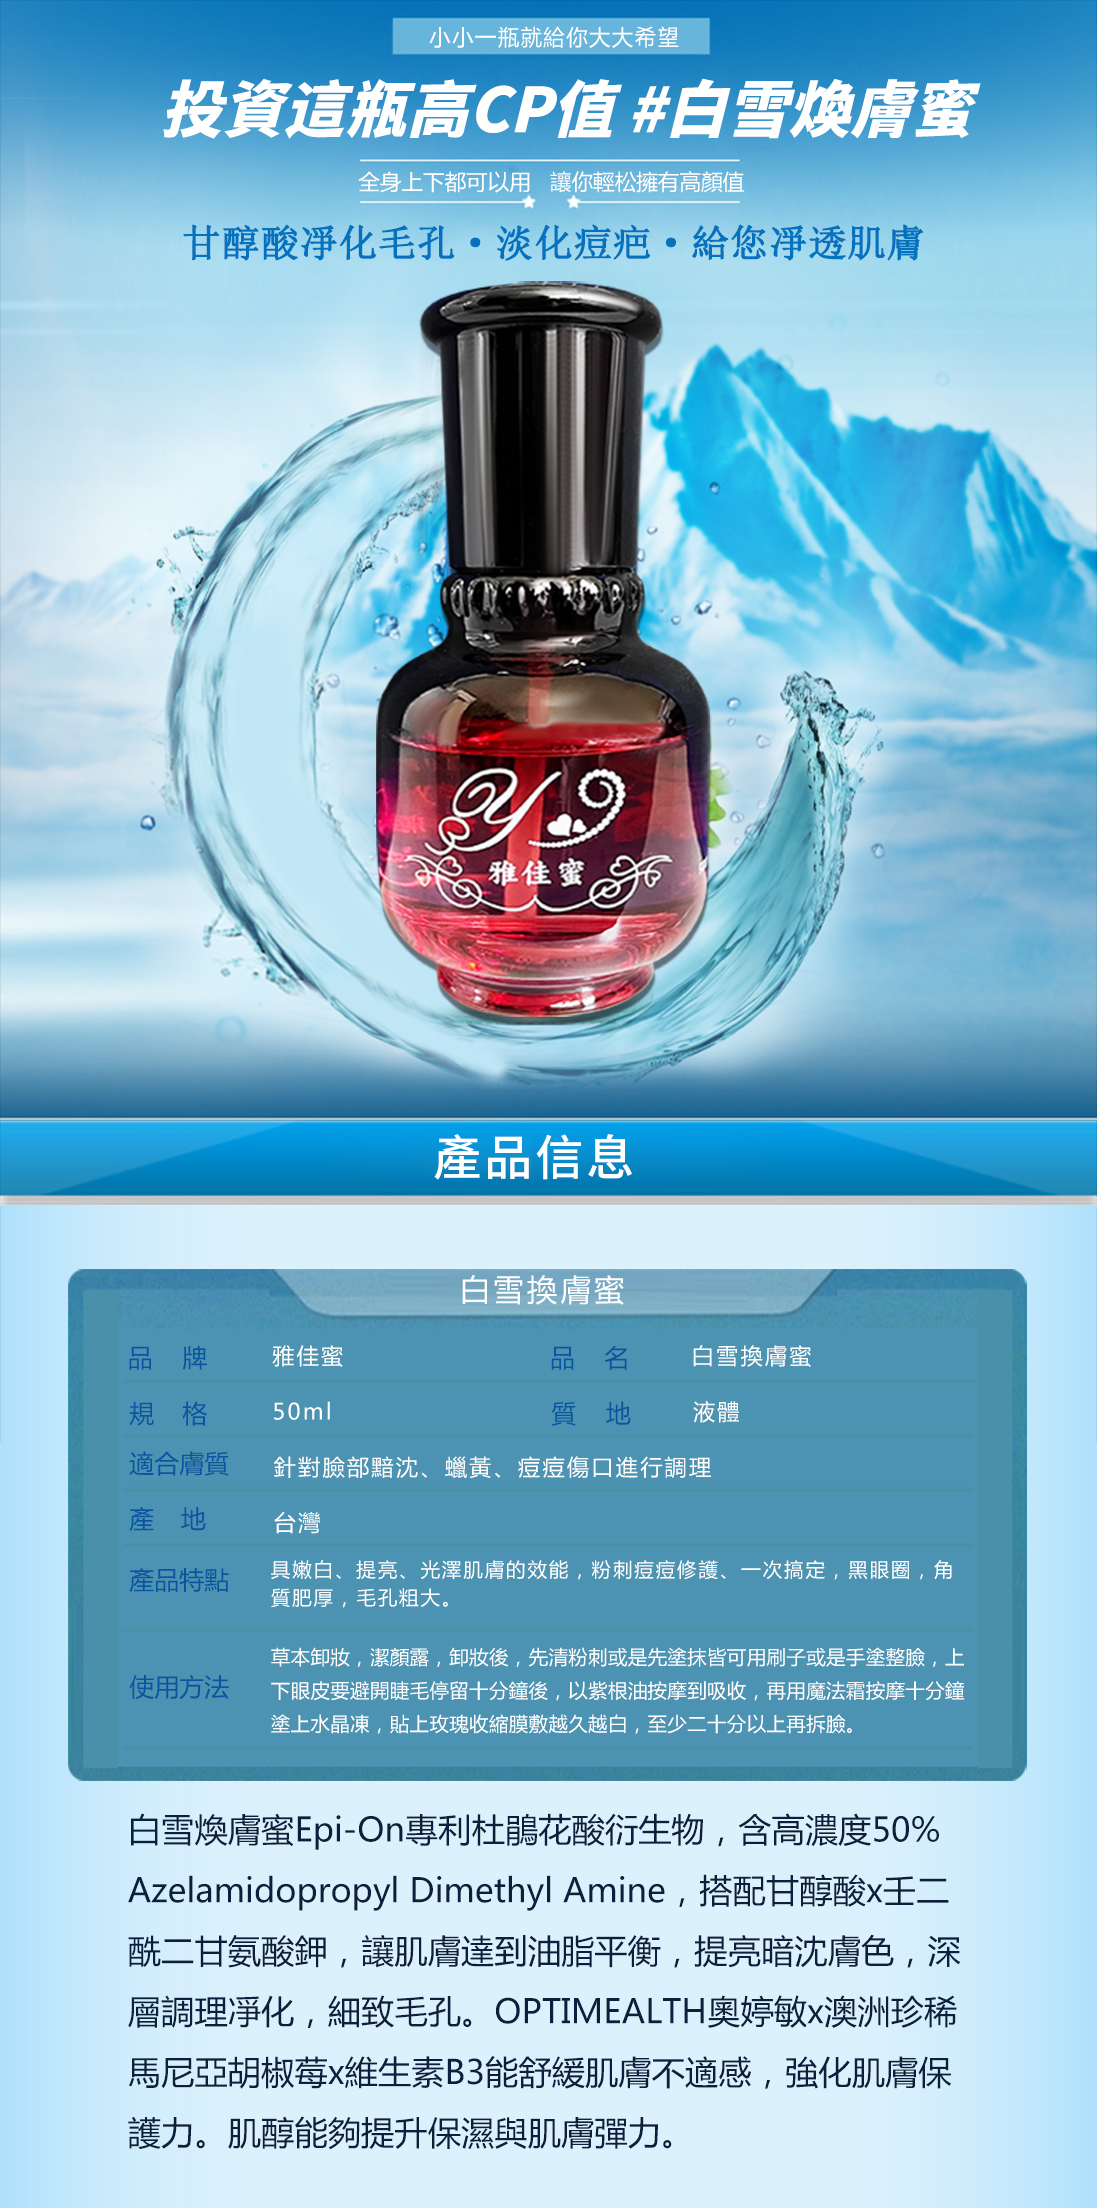 小小一瓶就給你大大希望
投資這瓶高CP值 #白雪煥膚蜜
全身上下都可以用 讓你輕松擁有高顏值
甘醇酸凈化毛孔•淡化痘疤•給您凈透肌膚
Y
雅佳蜜
產品信息
白雪換膚蜜
品 牌 雅佳蜜 品 名 白雪換膚蜜
規 格 50ml 質 地 液體
適合膚質 針對臉部黯沈、蠟黃、痘痘傷口進行調理
產 地 台灣
產品特點 具嫩白、提亮、光澤肌膚的效能，粉刺痘痘修護、一次搞定，黑眼圈，角
質肥厚，毛孔粗大。
使用方法 草本卸妝，潔顏露，卸妝後，先清粉刺或是先塗抹皆可用刷子或是手塗整臉，上
下眼皮要避開睫毛停留十分鐘後，以紫根油按摩到吸收，再用魔法霜按摩十分鐘
塗上水晶凍，貼上玫瑰收縮膜敷越久越白，至少二十分以上再拆臉。
白雪煥膚蜜Epi-On專利杜鵑花酸衍生物，含高濃度50%
Azelamidopropyl Dimethyl Amine，搭配甘醇酸x壬二
酰二甘氨酸鉀，讓肌膚達到油脂平衡，提亮暗沈膚色，深
層調理凈化，細致毛孔。OPTIMEALTH奧婷敏x澳洲珍稀
馬尼亞胡椒莓x維生素B3能舒緩肌膚不適感，強化肌膚保
護力。肌醇能夠提升保濕與肌膚彈力。